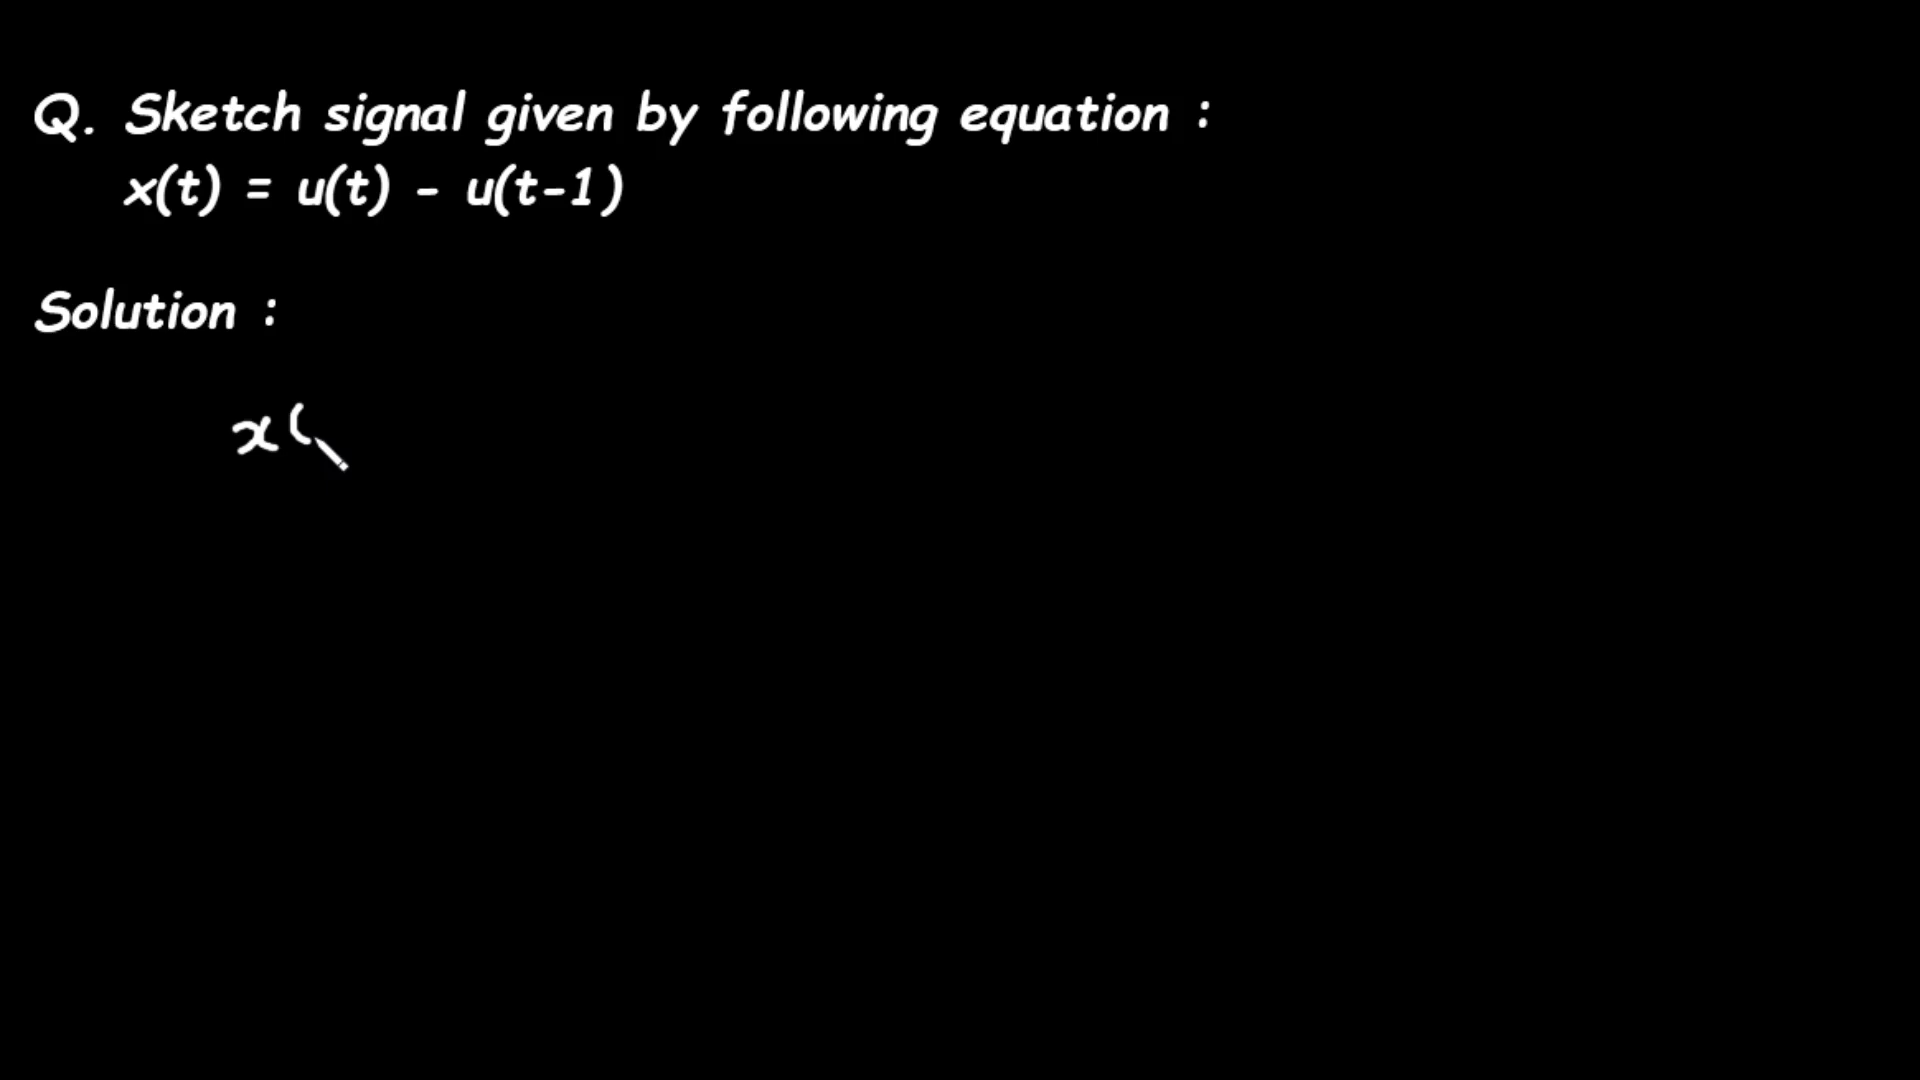 Q. Sketch signal given by following equation :
x(t) = u(t) - u(t-1)
Solution :
x(